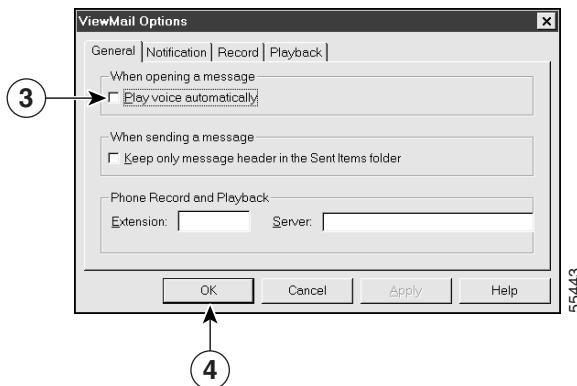 ViewMail Options
General Notification Record Playback
When opening a message
3
Play voice automatically
When sending a message
Keep only message header in the Sent Items folder
Phone Record and Playback
Extension: Server:
OK Cancel Apply Help
55443
4